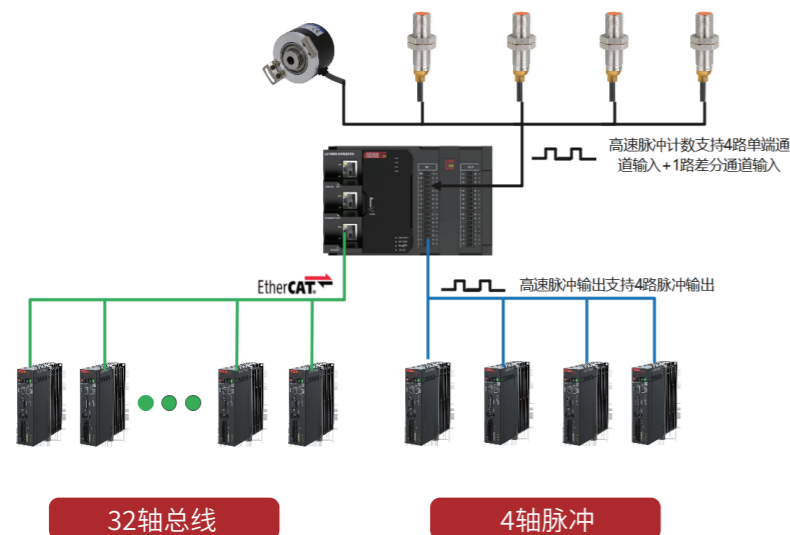 高速脉冲计数支持4路单端通
道输入+1路差分通道输入
EtherCAT
高速脉冲输出支持4路脉冲输出
32轴总线
4轴脉冲